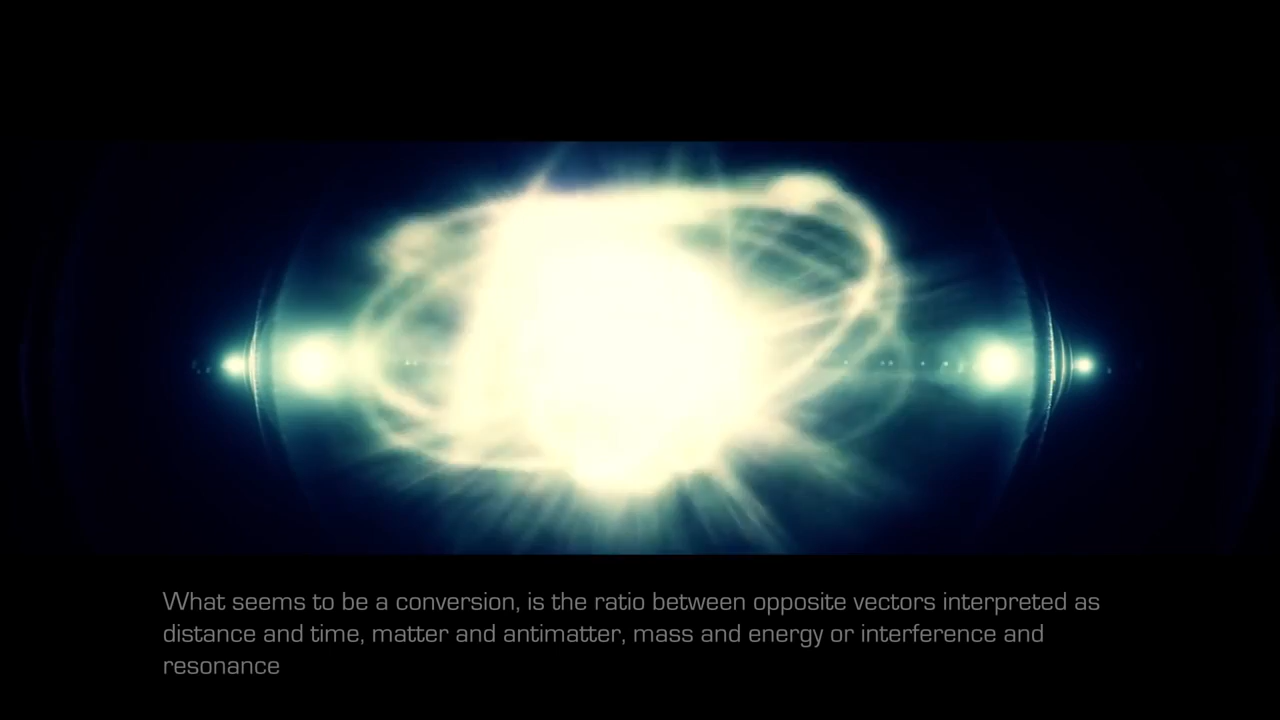 What seems to be a conversion, is the ratio between opposite vectors interpreted as
distance and time, matter and antimatter, mass and energy or interference and
resonance